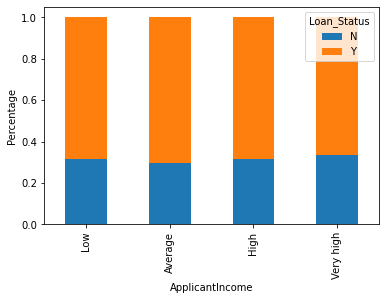 Loan_Status
N
Y
1.0
0.8
0.6
0.4
0.2
0.0
Percentage
Low
Average
High
Very high
ApplicantIncome